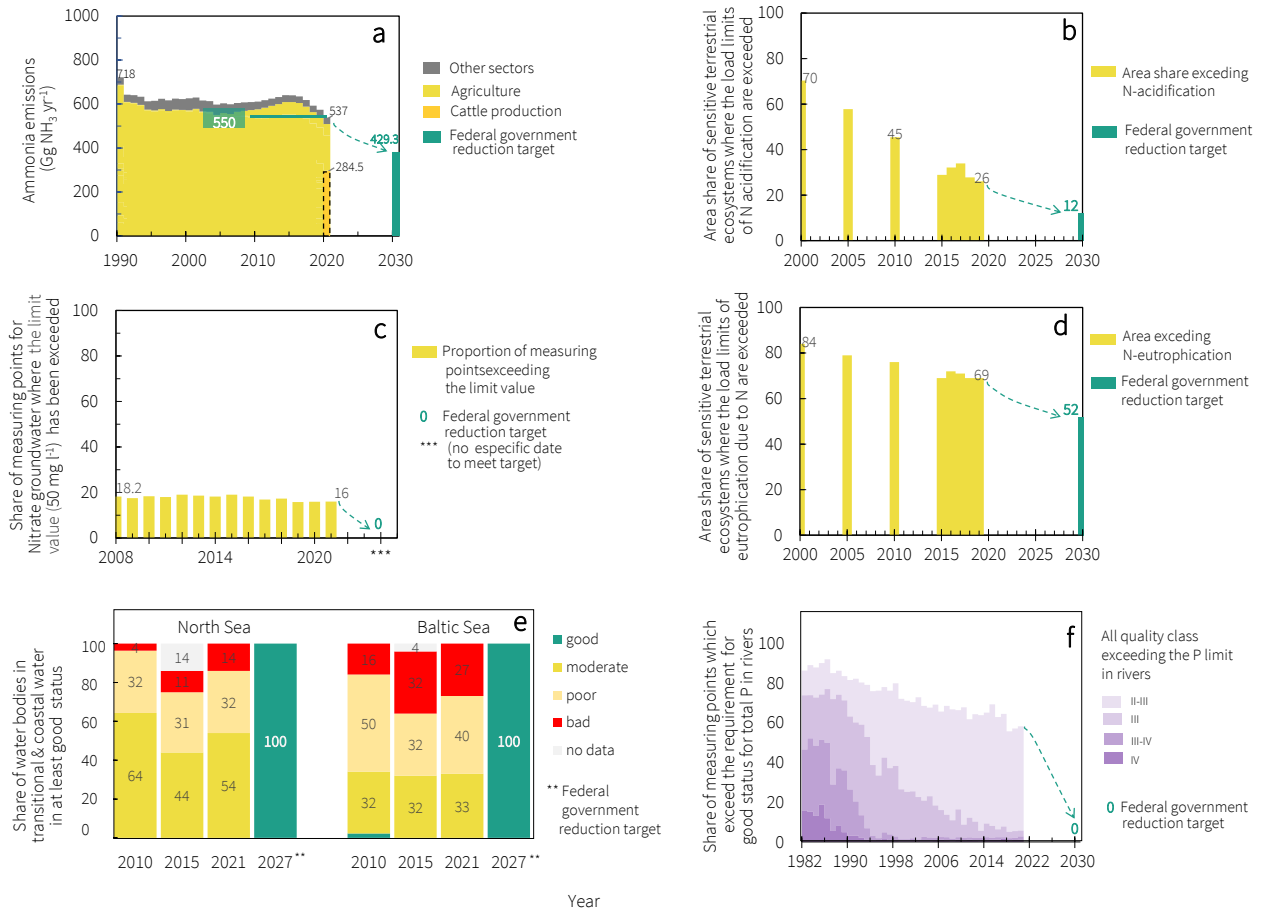 a
Ammonia emissions
(Gg NH3 yr-1)
1000
800
600
400
200
0
718
550
537
429.3
284.5
1990
2000
2010
2020
2030
Other sectors
Agriculture
Cattle production
Federal government
reduction target
b
Area share of sensitive terrestrial
ecosystems where the load limits
of N acidification are exceeded
100
80
60
40
20
0
70
45
26
12
2000
2005
2010
2015
2020
2025
2030
Area share exceding
N-acidification
Federal government
reduction target
c
Share of measuring points for
Nitrate groundwater where the limit
value (50 mg l-1) has been exceeded
100
80
60
40
20
0
18.2
16
0
2008
2014
2020
***
Proportion of measuring
pointsexceeding
the limit value
0 Federal government
reduction target
*** (no especific date
to meet target)
d
Area share of sensitive terrestrial
ecosystems where the load limits of
eutrophication due to N are exceeded
100
80
60
40
20
0
84
69
52
2000
2005
2010
2015
2020
2025
2030
Area exceding
N-eutrophication
Federal government
reduction target
e
North Sea
Baltic Sea
Share of water bodies in
transitional & coastal water
in at least good status
100
80
60
40
20
0
4
32
64
14
11
31
44
14
32
54
100
16
50
32
4
32
32
32
27
40
33
100
2010
2015
2021
2027 **
2010
2015
2021
2027 **
good
moderate
poor
bad
no data
** Federal
government
reduction target
f
Share of measuring points which
exceed the requirement for
good status for total P in rivers
100
80
60
40
20
0
0
1982
1990
1998
2006
2014
2022
2030
All quality class
exceeding the P limit
in rivers
II-III
III
III-IV
IV
0 Federal government
reduction target
Year